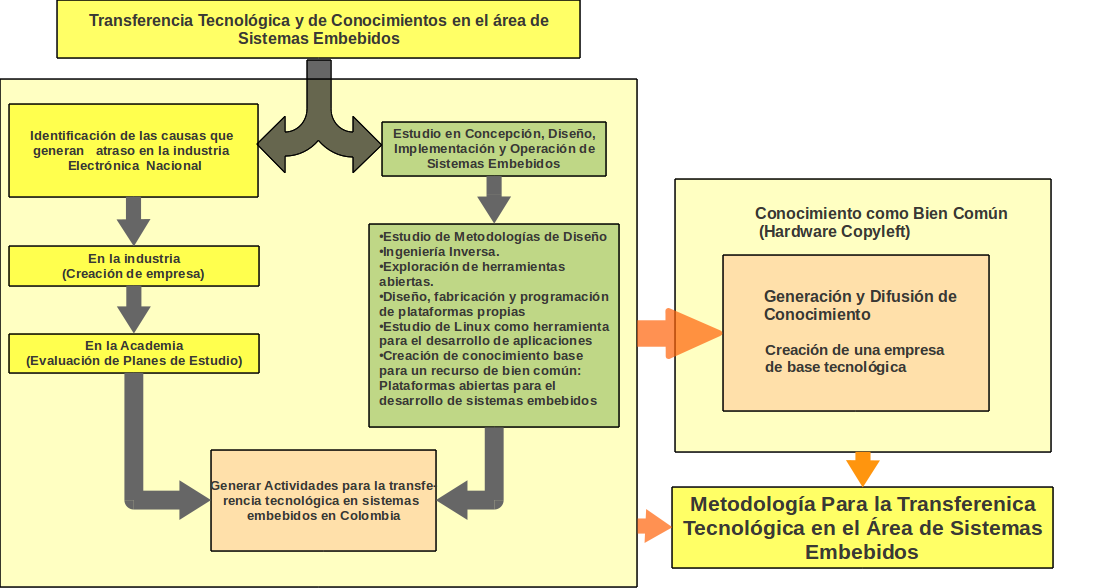 Transferencia Tecnológica y de Conocimientos en el área de
Sistemas Embebidos
Identificación de las causas que
generan atraso en la industria
Electrónica Nacional
En la industria
(Creación de empresa)
En la Academia
(Evaluación de Planes de Estudio)
Estudio en Concepción, Diseño,
Implementación y Operación de
Sistemas Embebidos
•Estudio de Metodologías de Diseño
•Ingeniería Inversa.
•Exploración de herramientas
abiertas.
•Diseño, fabricación y programación
de plataformas propias
•Estudio de Linux como herramienta
para el desarrollo de aplicaciones
•Creación de conocimiento base
para un recurso de bien común:
Plataformas abiertas para el
desarrollo de sistemas embebidos
Generar Actividades para la transfe-
rencia tecnológica en sistemas
embebidos en Colombia
Conocimiento como Bien Común
(Hardware Copyleft)
Generación y Difusión de
Conocimiento
Creación de una empresa
de base tecnológica
Metodología Para la Transferenica
Tecnológica en el Área de Sistemas
Embebidos